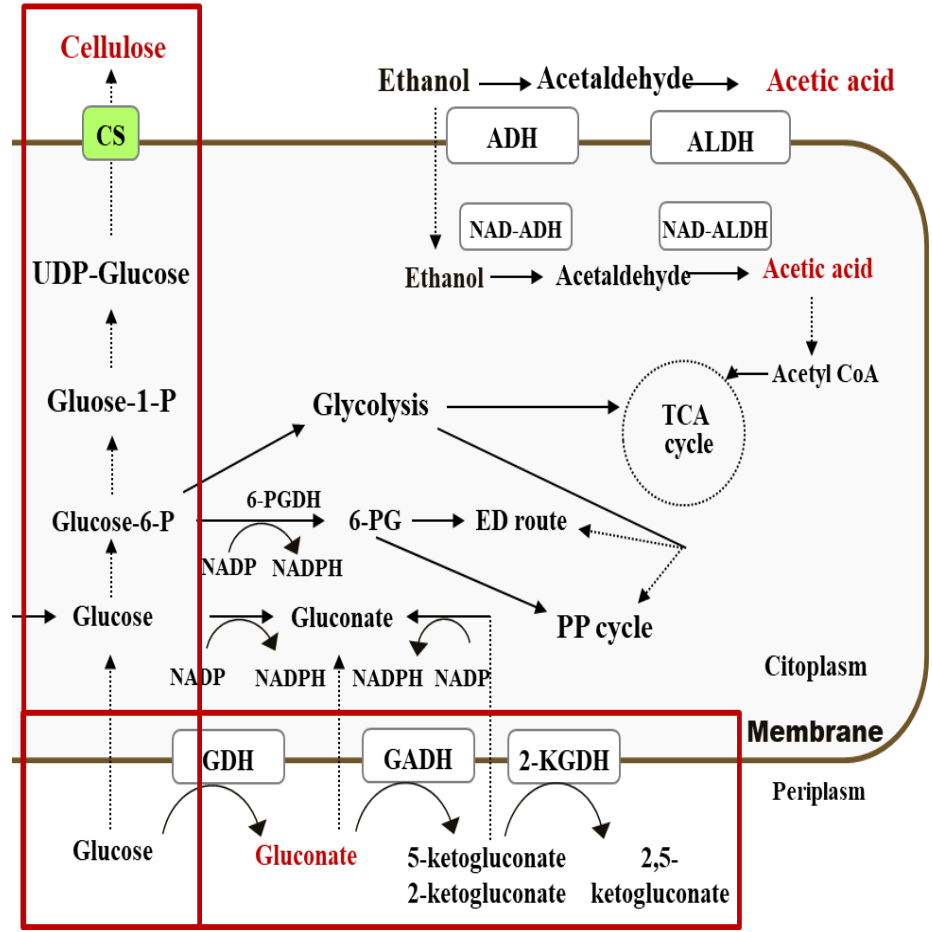 Cellulose
Ethanol
Acetaldehyde
Acetic acid
CS
ADH
ALDH
NAD-ADH
NAD-ALDH
UDP-Glucose
Ethanol
Acetaldehyde
Acetic acid
Acetyl CoA
Gluose-1-P
Glycolysis
TCA
cycle
6-PGDH
Glucose-6-P
6-PG
ED route
NADP
NADPH
Glucose
Gluconate
PP cycle
NADP
NADPH
NADPH
NADP
Citoplasm
Membrane
GDH
GADH
2-KGDH
Periplasm
Glucose
Gluconate
5-ketogluconate
2-ketogluconate
2,5-
ketogluconate